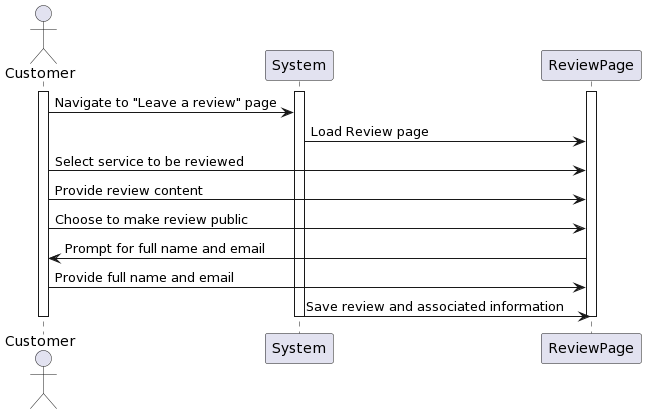 Customer
System
ReviewPage
Navigate to "Leave a review" page
Load Review page
Select service to be reviewed
Provide review content
Choose to make review public
Prompt for full name and email
Provide full name and email
Save review and associated information
Customer
System
ReviewPage